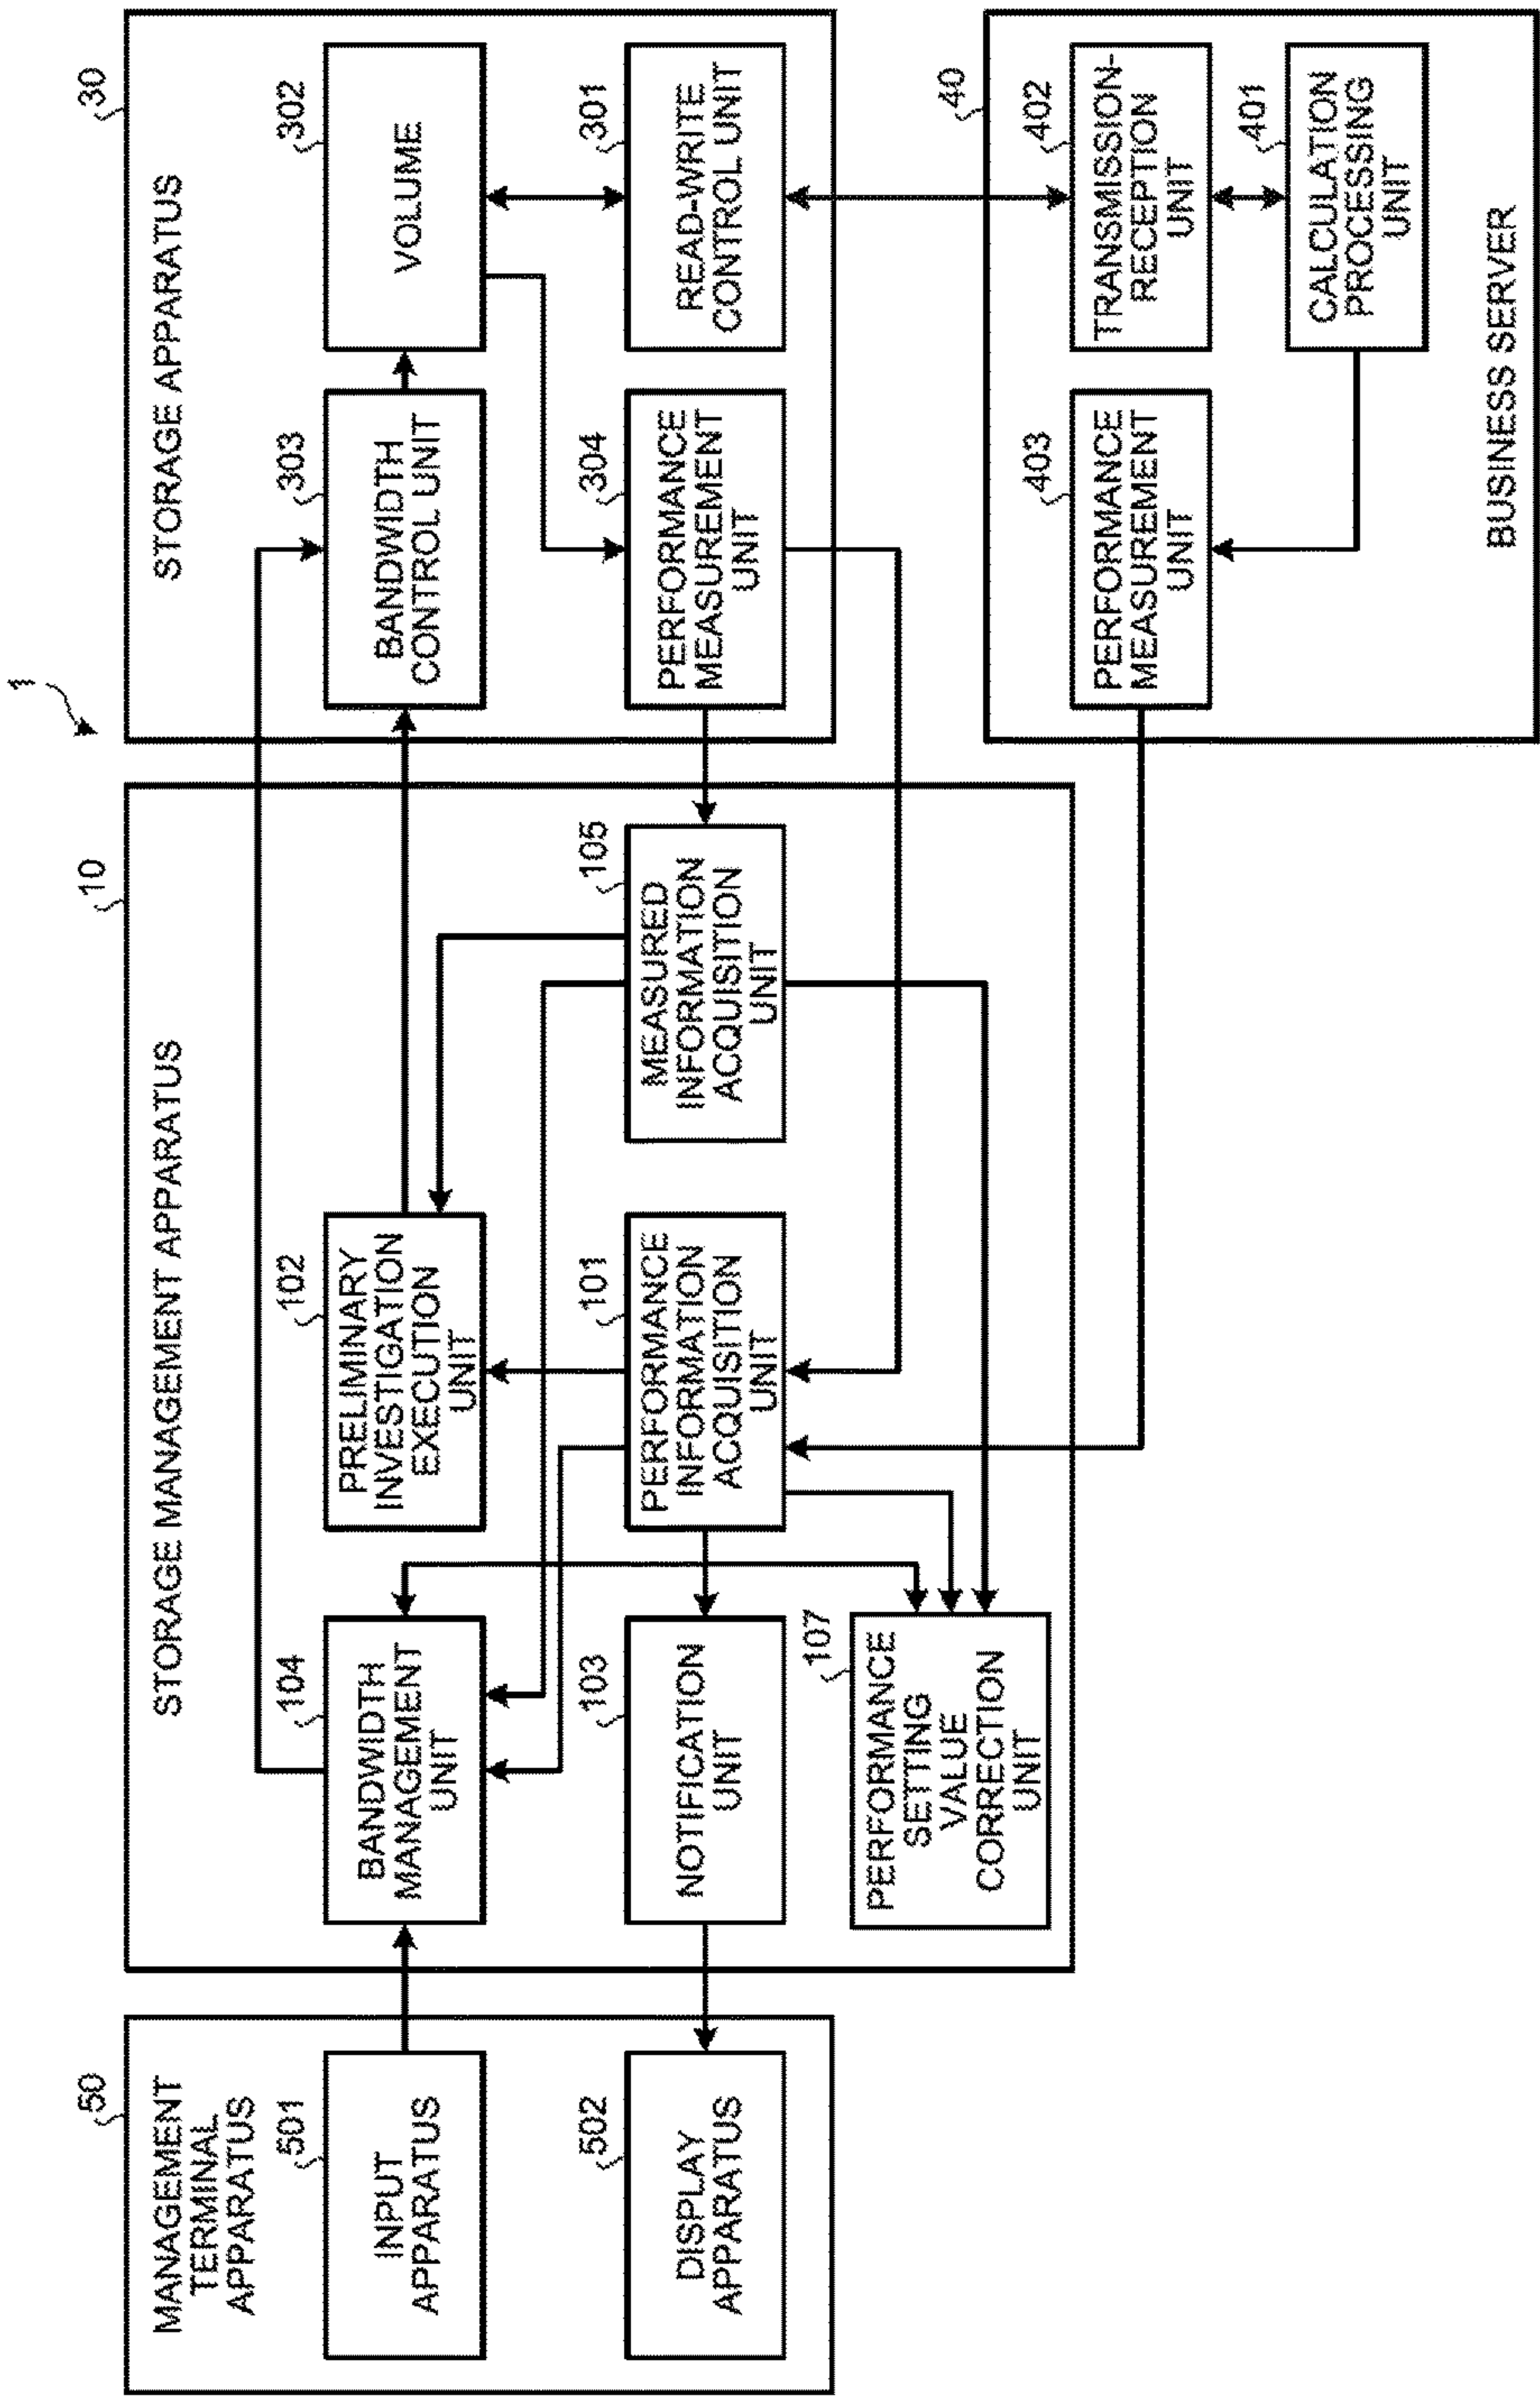 1
50
MANAGEMENT
TERMINAL
APPARATUS
501
INPUT
APPARATUS
502
DISPLAY
APPARATUS
10
STORAGE MANAGEMENT APPARATUS
104
BANDWIDTH
MANAGEMENT
UNIT
102
PRELIMINARY
INVESTIGATION
EXECUTION
UNIT
103
NOTIFICATION
UNIT
101
PERFORMANCE
INFORMATION
ACQUISITION
UNIT
105
MEASURED
INFORMATION
ACQUISITION
UNIT
107
PERFORMANCE
SETTING
VALUE
CORRECTION
UNIT
30
STORAGE APPARATUS
303
BANDWIDTH
CONTROL UNIT
302
VOLUME
304
PERFORMANCE
MEASUREMENT
UNIT
301
READ-WRITE
CONTROL UNIT
40
403
PERFORMANCE
MEASUREMENT
UNIT
402
TRANSMISSION-
RECEPTION
UNIT
401
CALCULATION
PROCESSING
UNIT
BUSINESS SERVER